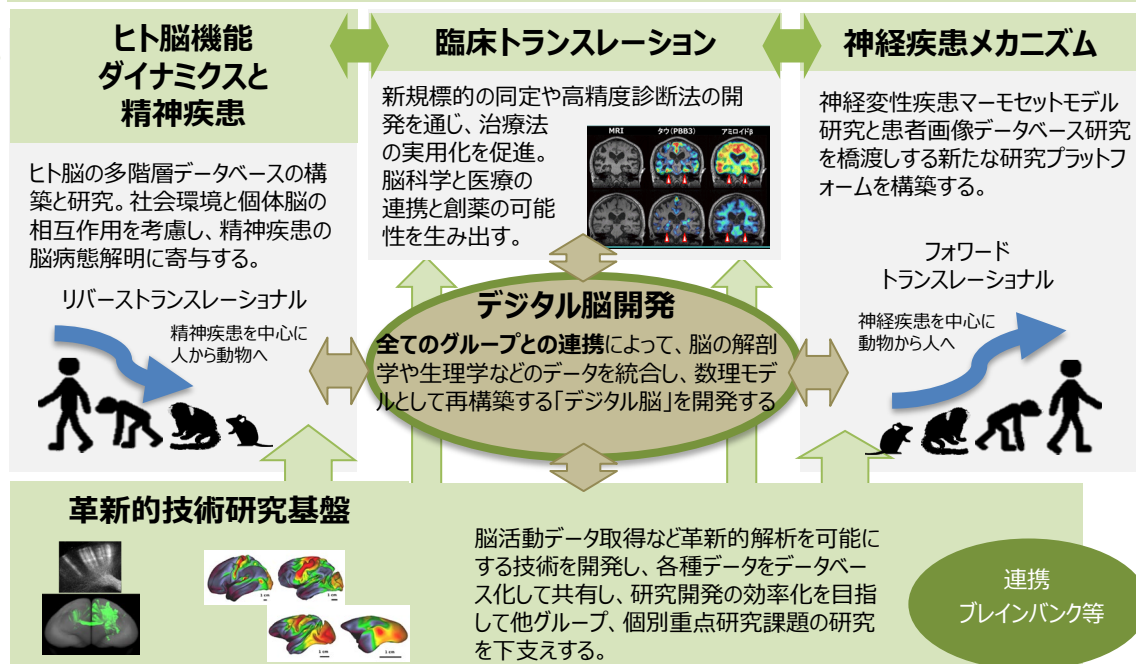 ヒト脳機能
ダイナミクスと
精神疾患
ヒト脳の多階層データベースの構
築と研究。社会環境と個体脳の
相互作用を考慮し、精神疾患の
脳病態解明に寄与する。
リバーストランスレーショナル
精神疾患を中心に
人から動物へ
臨床トランスレーション
新規標的の同定や高精度診断法の開
発を通じ、治療法
の実用化を促進。
脳科学と医療の
連携と創薬の可能
性を生み出す。
MRI
タウ(PBB3)
アミロイドβ
神経疾患メカニズム
神経変性疾患マーモセットモデル
研究と患者画像データベース研究
を橋渡しする新たな研究プラットフ
ォームを構築する。
フォワード
トランスレーショナル
神経疾患を中心に
動物から人へ
デジタル脳開発
全てのグループとの連携によって、脳の解剖
学や生理学などのデータを統合し、数理モデ
ルとして再構築する「デジタル脳」を開発する
革新的技術研究基盤
1 cm
1 cm
1 cm
1 cm
脳活動データ取得など革新的解析を可能に
する技術を開発し、各種データをデータベー
ス化して共有し、研究開発の効率化を目指
して他グループ、個別重点研究課題の研究
を下支えする。
連携
ブレインバンク等